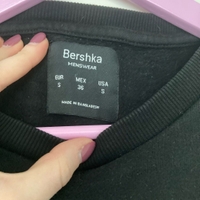 Bershka
MENSWEAR
EUR MEX USA
S 36 S
MADE IN BANGLADESH